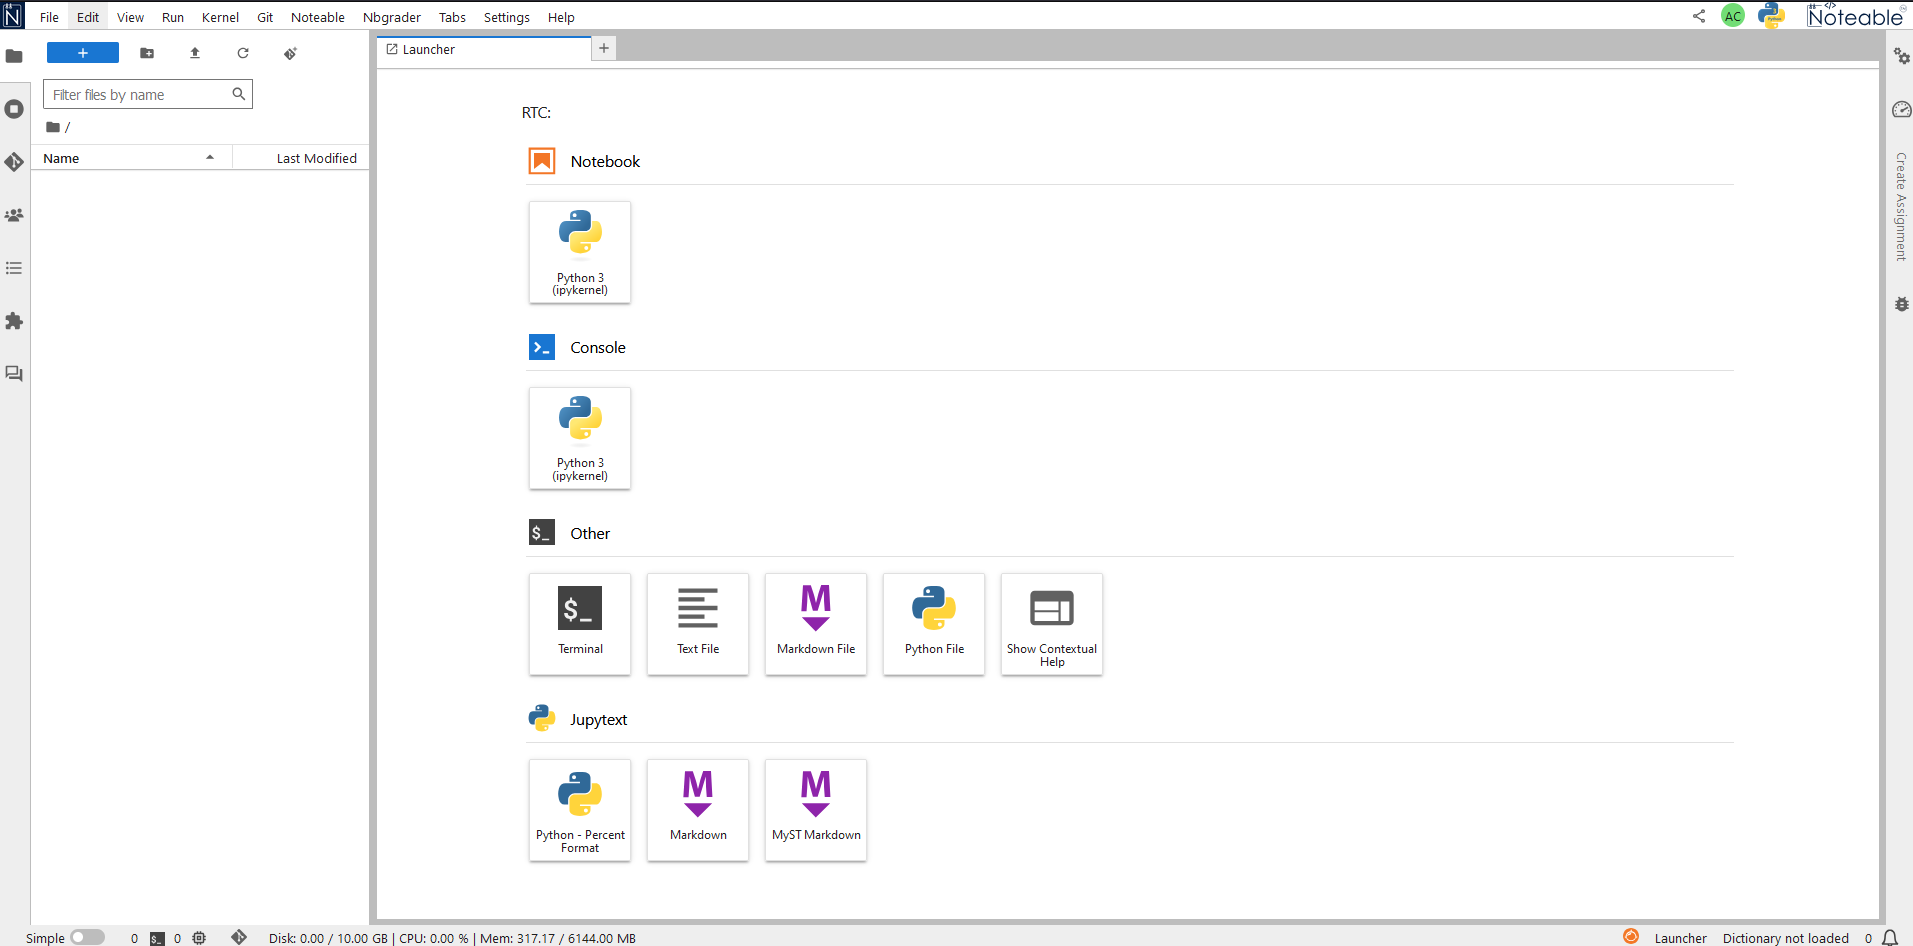 File Edit View Run Kernel Git Noteable Nbgrader Tabs Settings Help
AC
Noteable
Launcher
Filter files by name
/
Name Last Modified
RTC:
Notebook
Python 3
(ipykernel)
Console
Python 3
(ipykernel)
$_ Other
$_
Terminal
Text File
M
Markdown File
Python File
Show Contextual
Help
Jupytext
Python - Percent
Format
M
Markdown
M
MyST Markdown
Create Assignment
Simple 0 $_ 0 Disk: 0.00 / 10.00 GB | CPU: 0.00 % | Mem: 317.17 / 6144.00 MB Launcher Dictionary not loaded 0